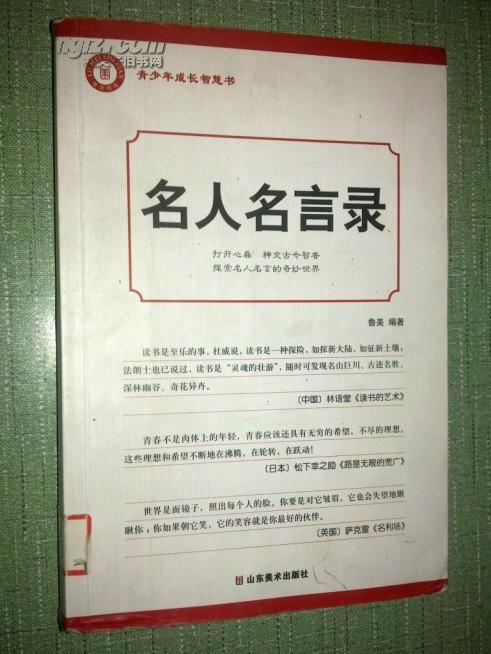 旧书网
青少年成长智慧书
名人名言录
打开心扉 神交古今智者
探索名人名言的奇妙世界
鲁美 编著
读书是至乐的事，杜威说，读书是一种探险，如探新大陆，如征新土壤；
法朗士也已说过，读书是“灵魂的壮游”，随时可发现名山巨川、古迹名胜、
深林幽谷、奇花异卉。
〔中国〕林语堂《读书的艺术》
青春不是肉体上的年轻，青春应该还具有无穷的希望，不尽的理想。
这些理想和希望不断地在沸腾，在轮转，在跃动！
〔日本〕松下幸之助《路是无限的宽广》
世界是面镜子，照出每个人的脸。你要是对它皱眉，它也会失望地瞅
瞅你；你如果朝它笑，它的笑容就是你最好的伙伴。
〔英国〕萨克雷《名利场》
山东美术出版社